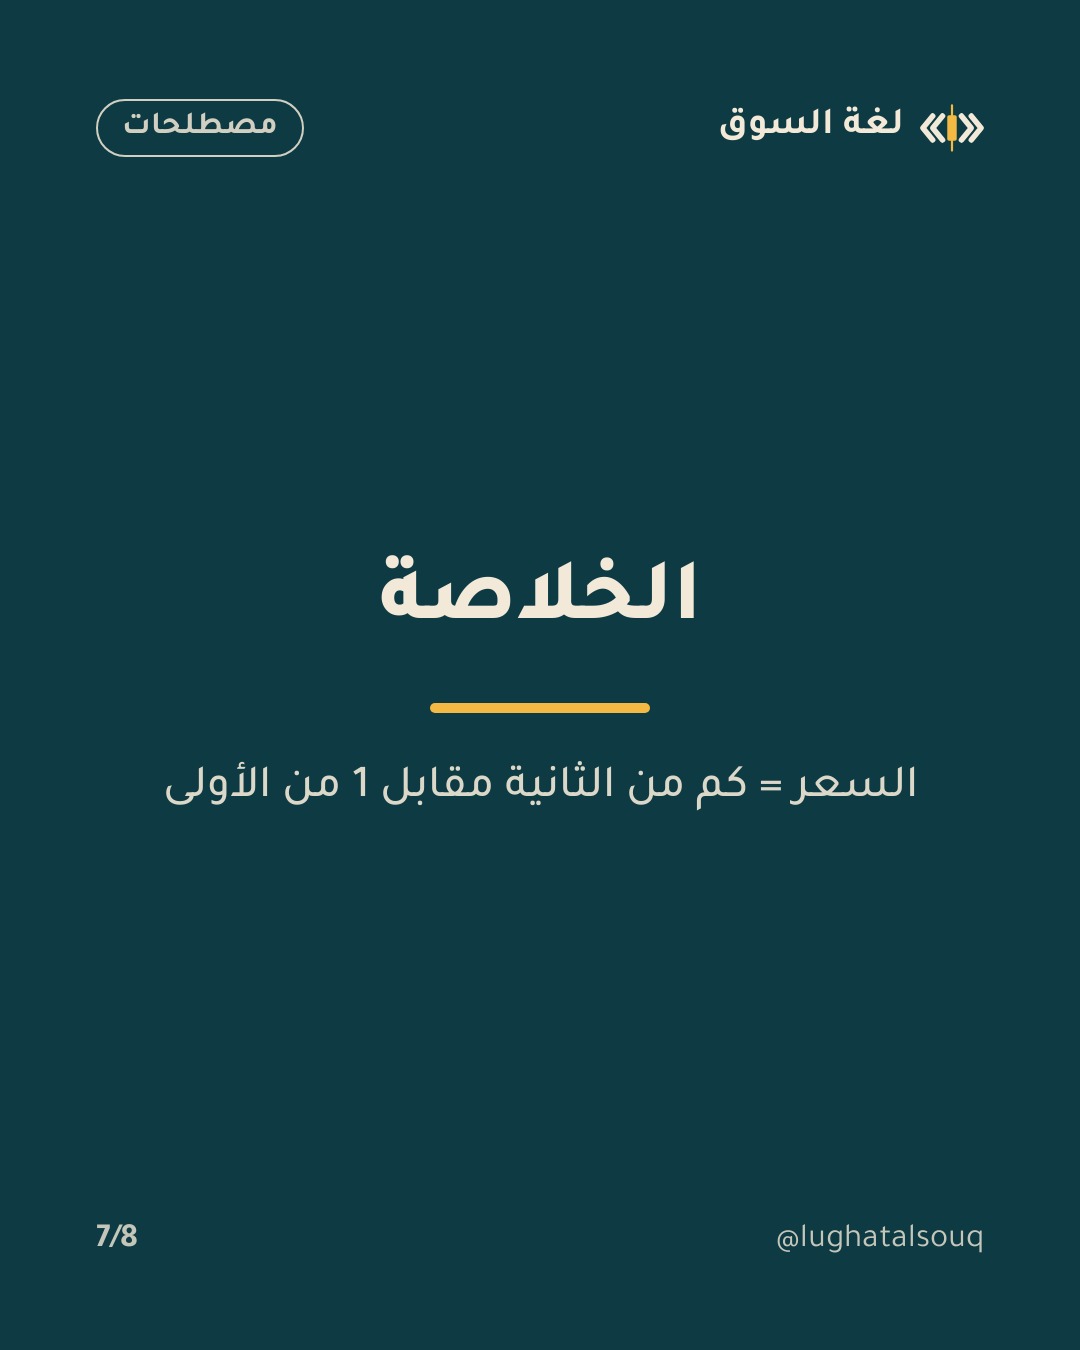 لغة السوق
مصطلحات
الخلاصة
السعر = كم من الثانية مقابل 1 من الأولى
@lughatalsouq
7/8